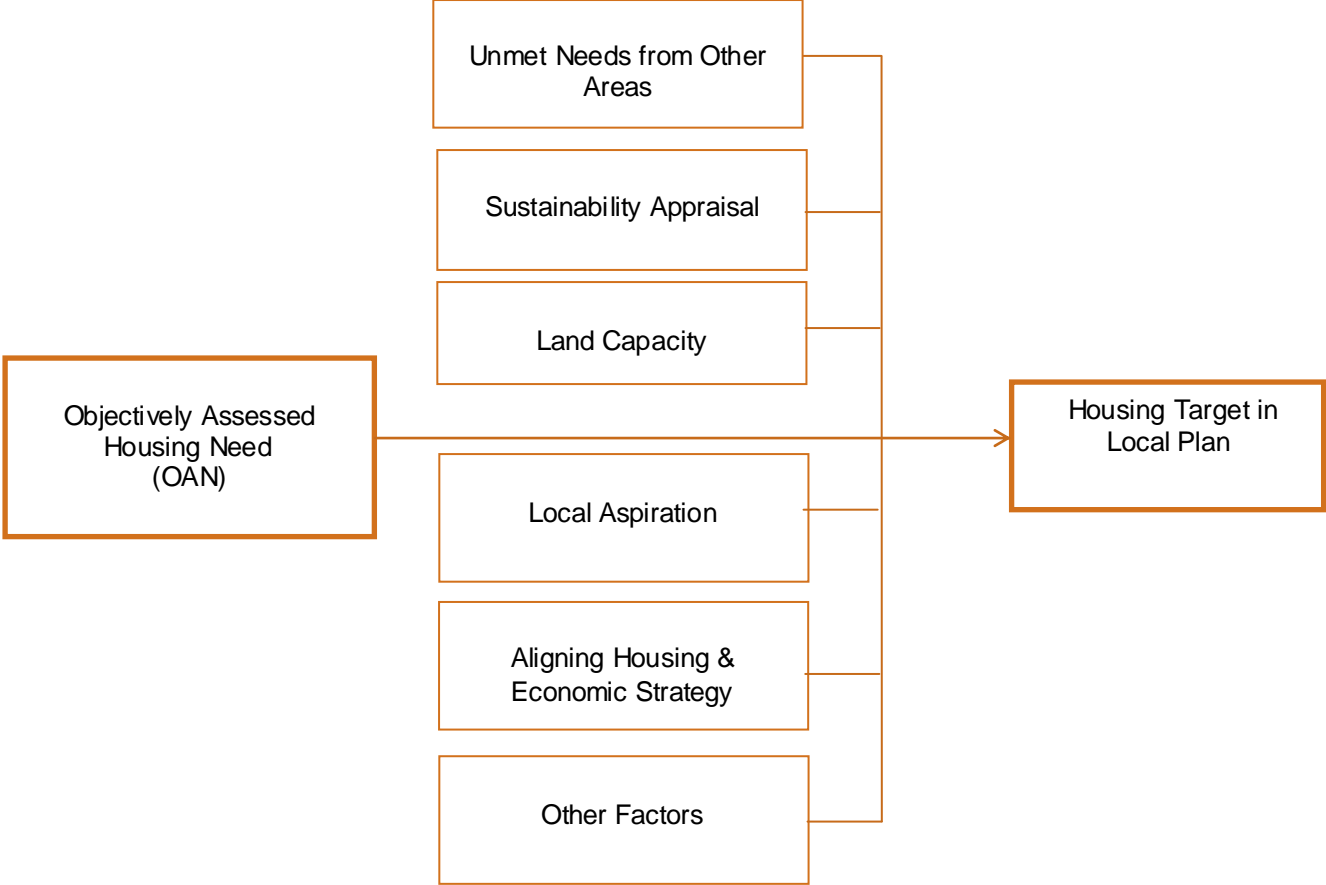 Unmet Needs from Other
Areas
Sustainability Appraisal
Land Capacity
Objectively Assessed
Housing Need
(OAN)
Housing Target in
Local Plan
Local Aspiration
Aligning Housing &
Economic Strategy
Other Factors